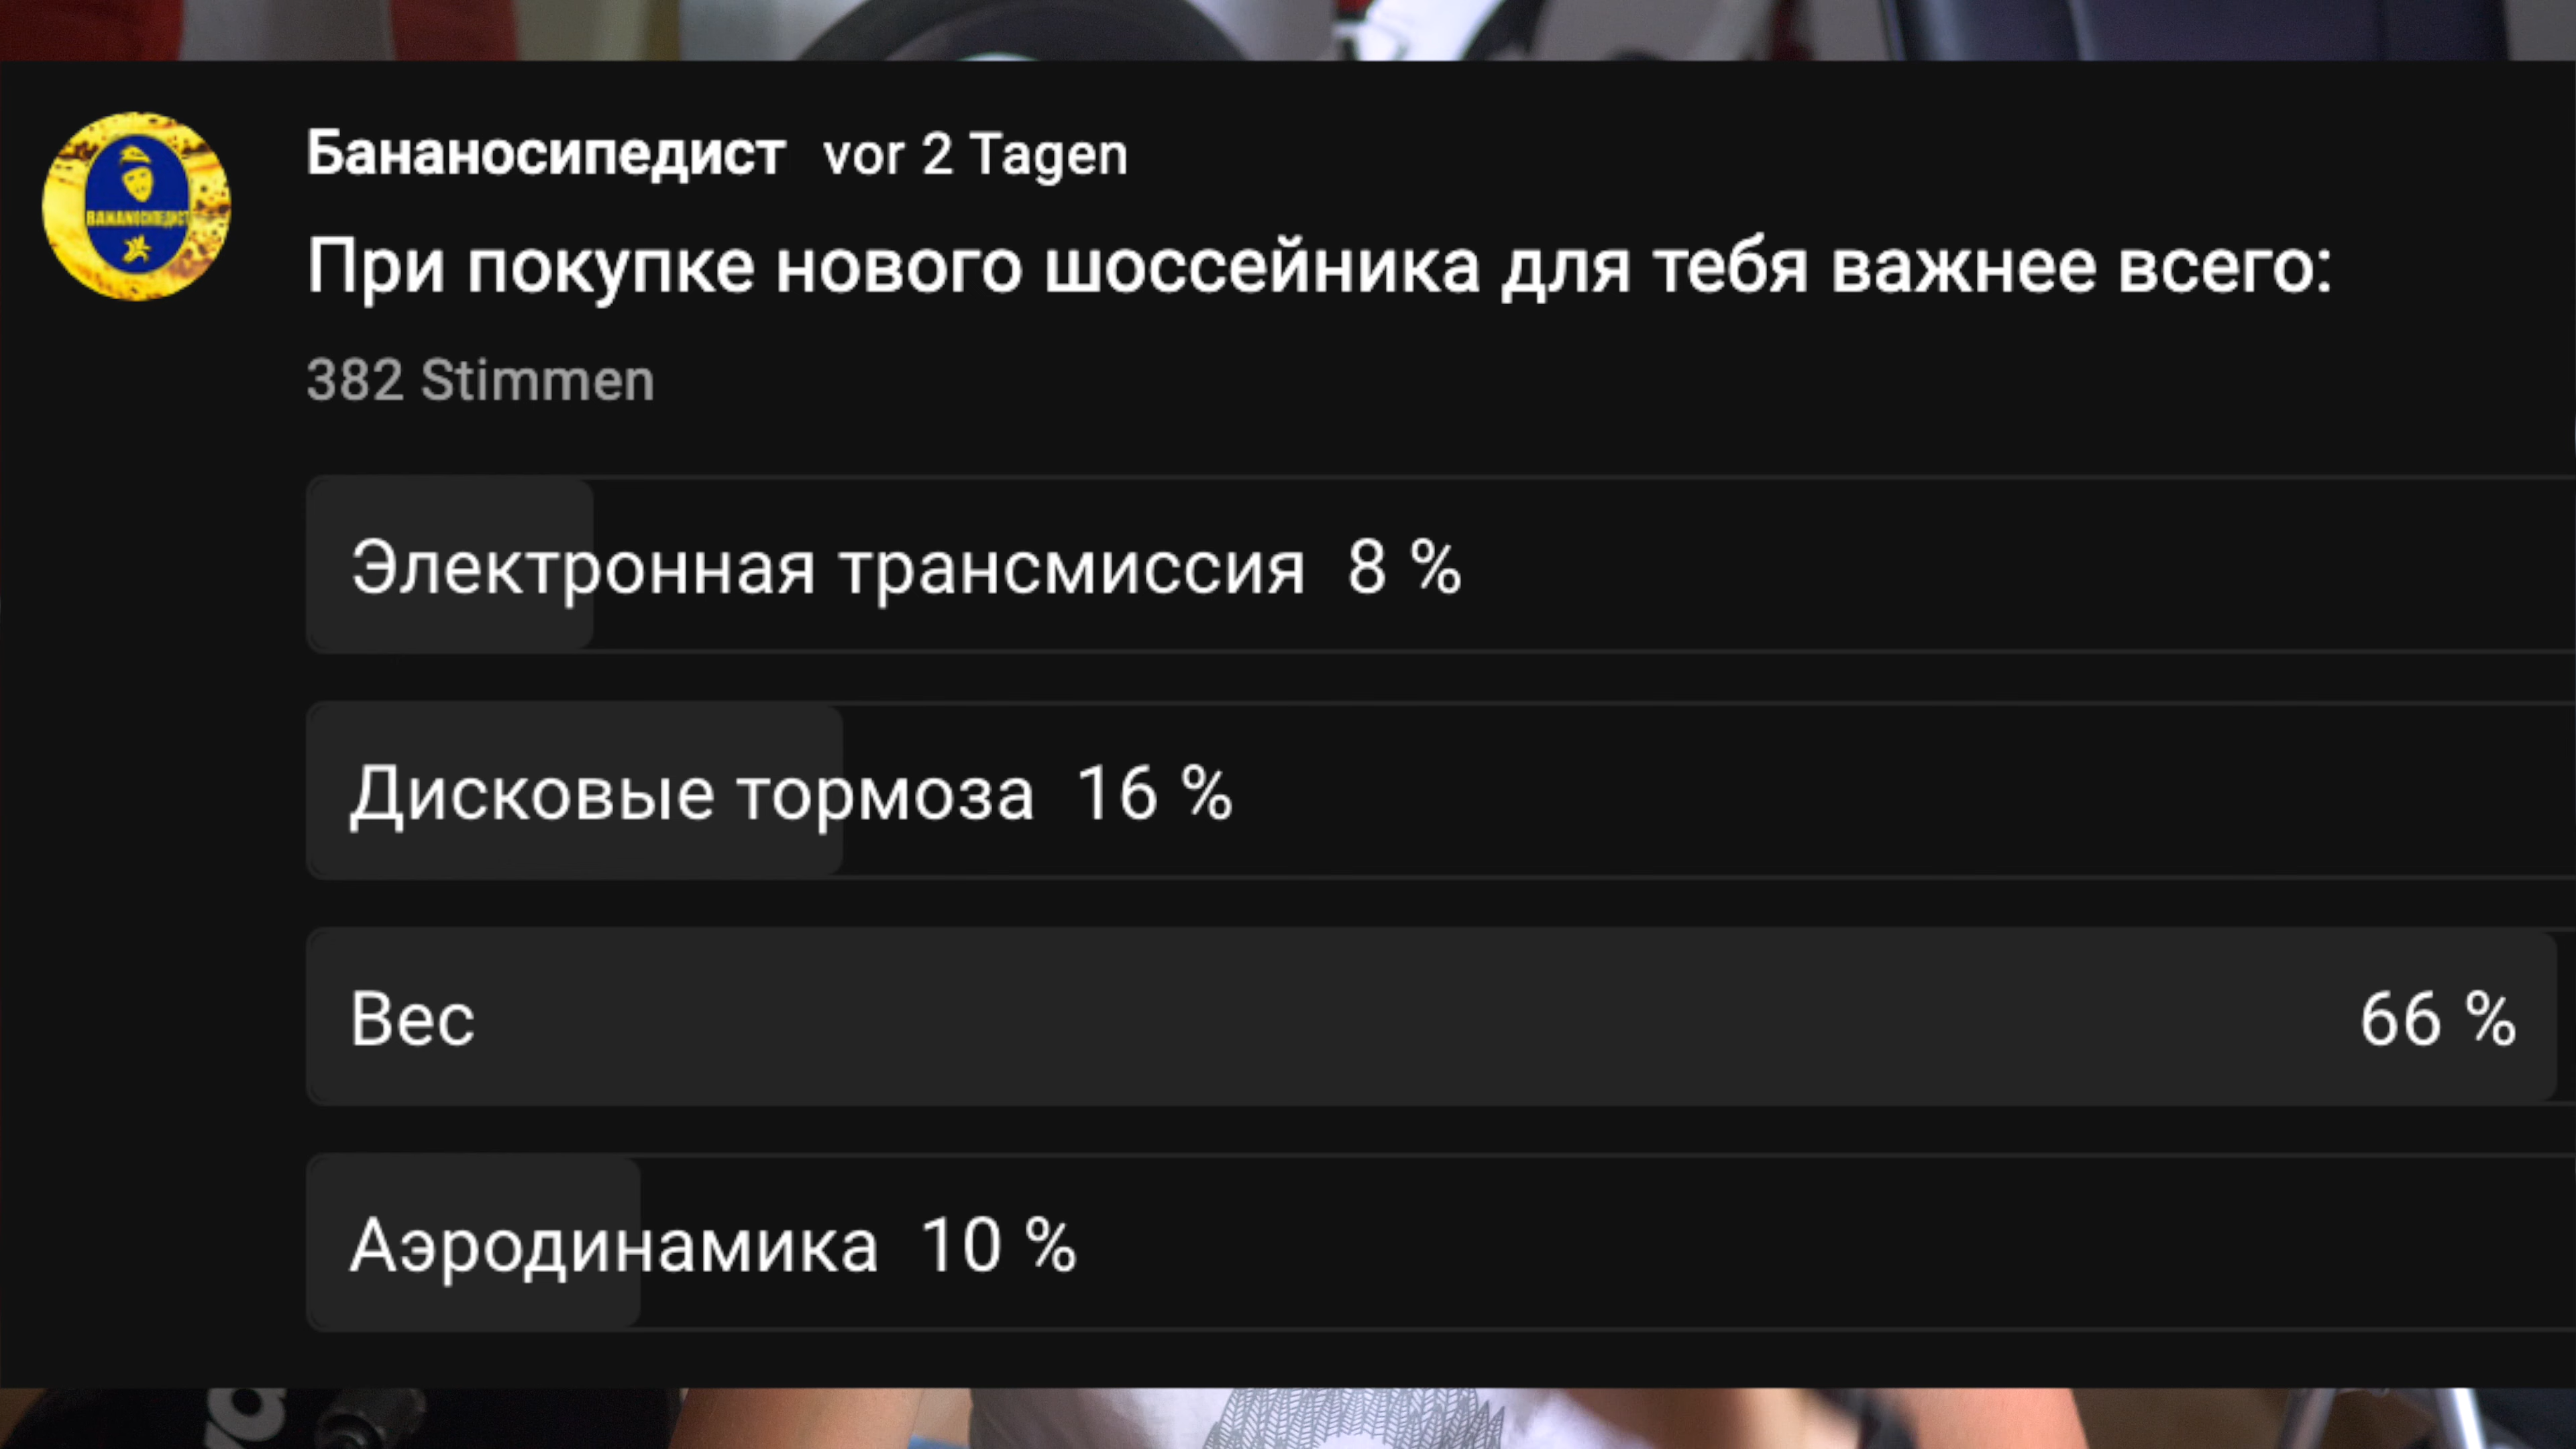 Бананосипедист vor 2 Tagen
BANANОСИПЕДИСТ
При покупке нового шоссейника для тебя важнее всего:
382 Stimmen
Электронная трансмиссия 8 %
Дисковые тормоза 16 %
Вес 66 %
Аэродинамика 10 %